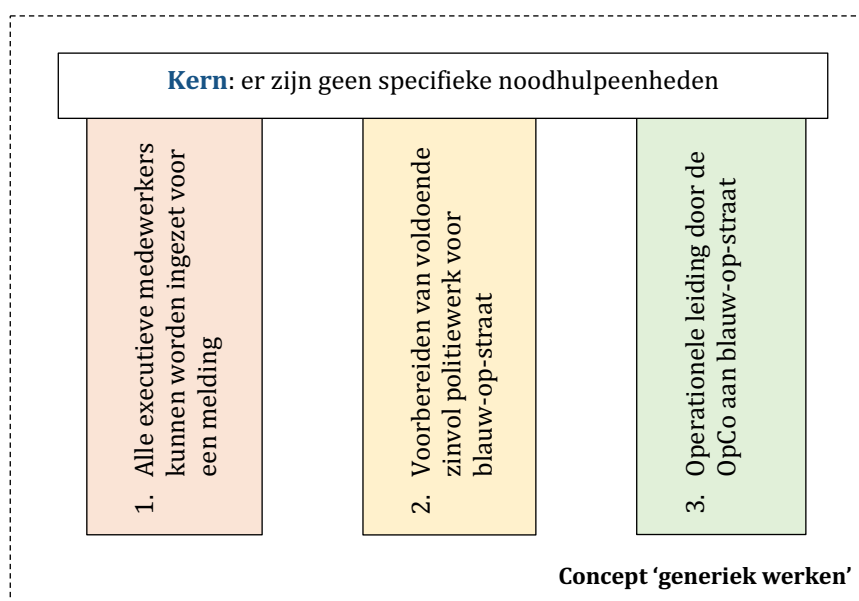 Kern: er zijn geen specifieke noodhulpeenheden
1. Alle executieve medewerkers
kunnen worden ingezet voor
een melding
2. Voorbereiden van voldoende
zinvol politiewerk voor
blauw-op-straat
3. Operationele leiding door de
OpCo aan blauw-op-straat
Concept ‘generiek werken’